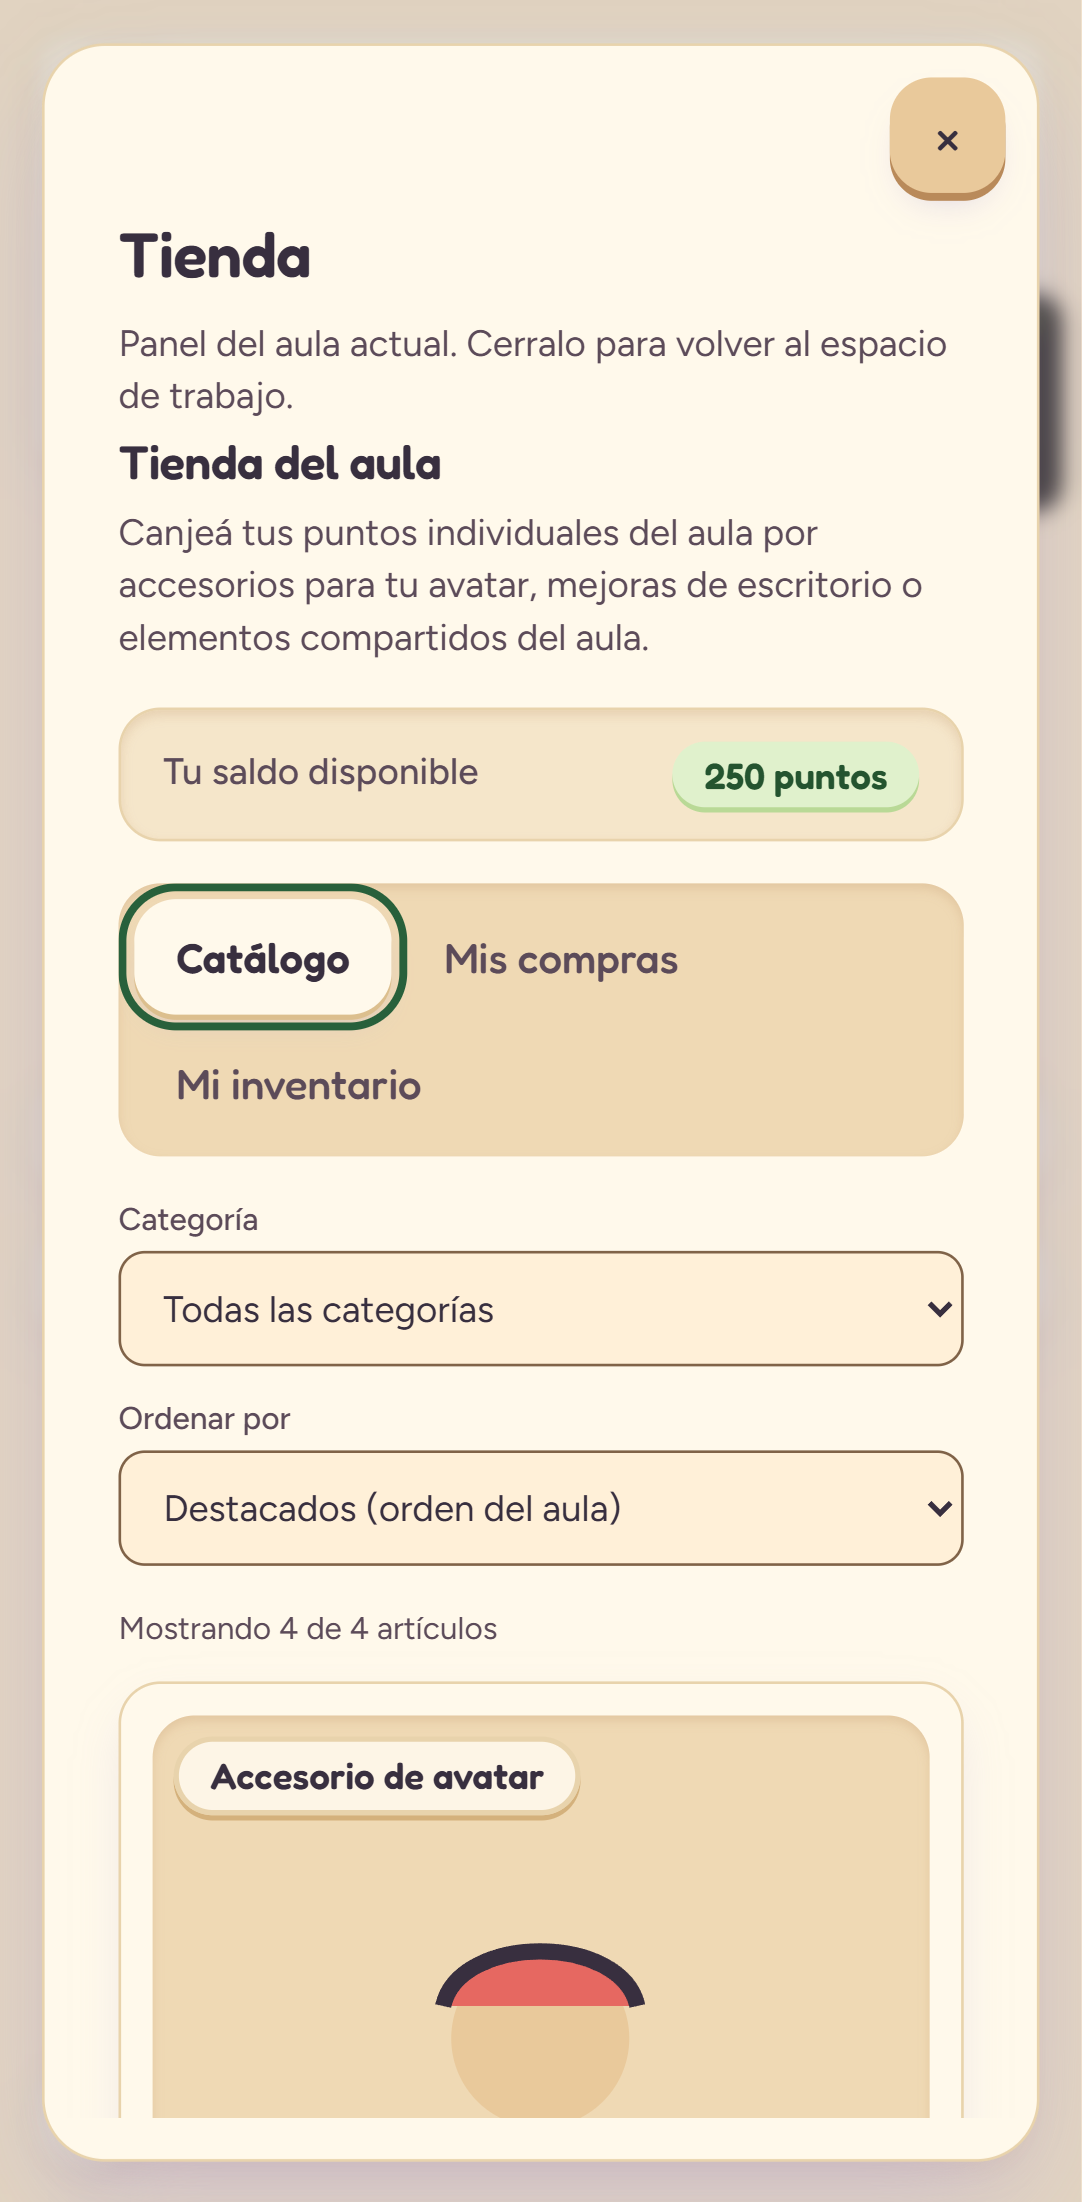 ×
Tienda
Panel del aula actual. Cerralo para volver al espacio
de trabajo.
Tienda del aula
Canjeá tus puntos individuales del aula por
accesorios para tu avatar, mejoras de escritorio o
elementos compartidos del aula.
Tu saldo disponible
250 puntos
Catálogo
Mis compras
Mi inventario
Categoría
Todas las categorías
Ordenar por
Destacados (orden del aula)
Mostrando 4 de 4 artículos
Accesorio de avatar